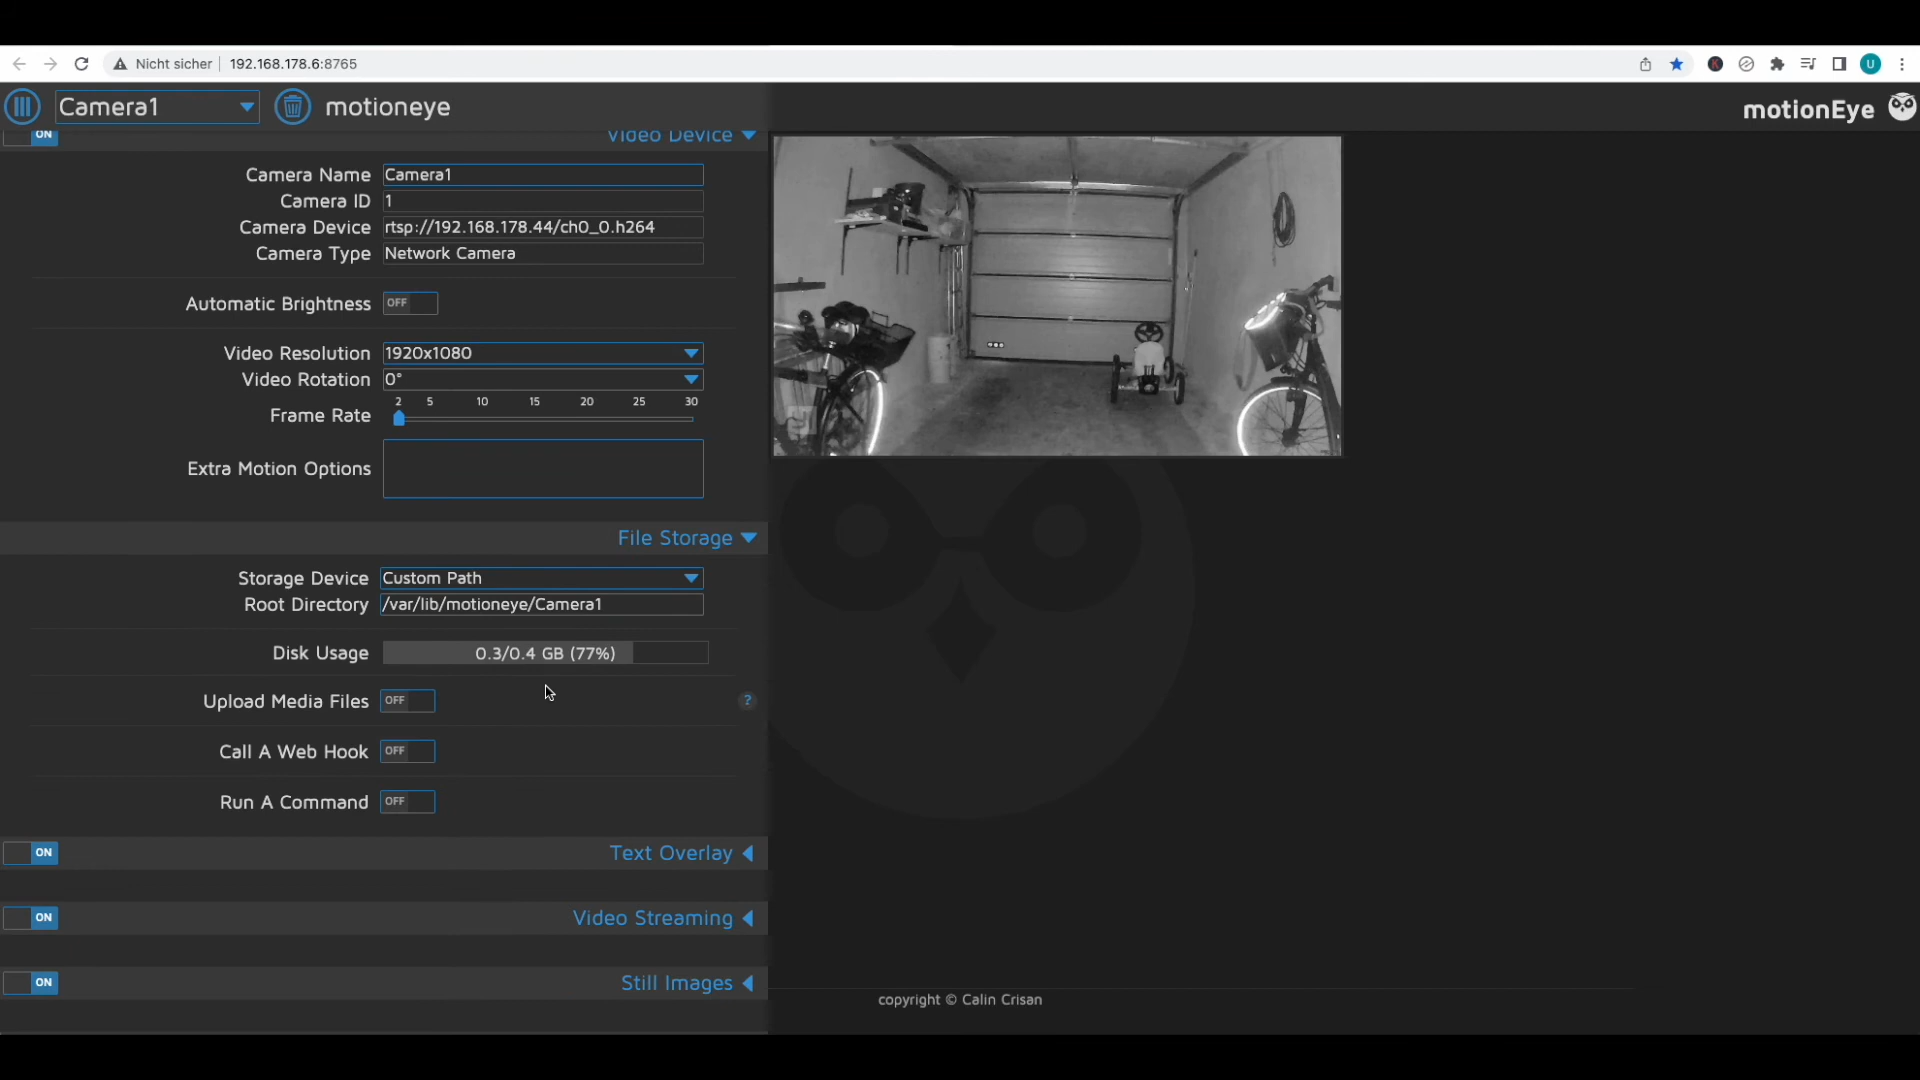 Nicht sicher
192.168.178.6:8765
U
Camera1
motioneye
motionEye
ON
Video Device
Camera Name
Camera1
Camera ID
1
Camera Device
rtsp://192.168.178.44/ch0_0.h264
Camera Type
Network Camera
Automatic Brightness
OFF
Video Resolution
1920x1080
Video Rotation
0°
2 5 10 15 20 25 30
Frame Rate
Extra Motion Options
File Storage
Storage Device
Custom Path
Root Directory
/var/lib/motioneye/Camera1
Disk Usage
0.3/0.4 GB (77%)
Upload Media Files
OFF
?
Call A Web Hook
OFF
Run A Command
OFF
ON
Text Overlay
ON
Video Streaming
ON
Still Images
copyright © Calin Crisan